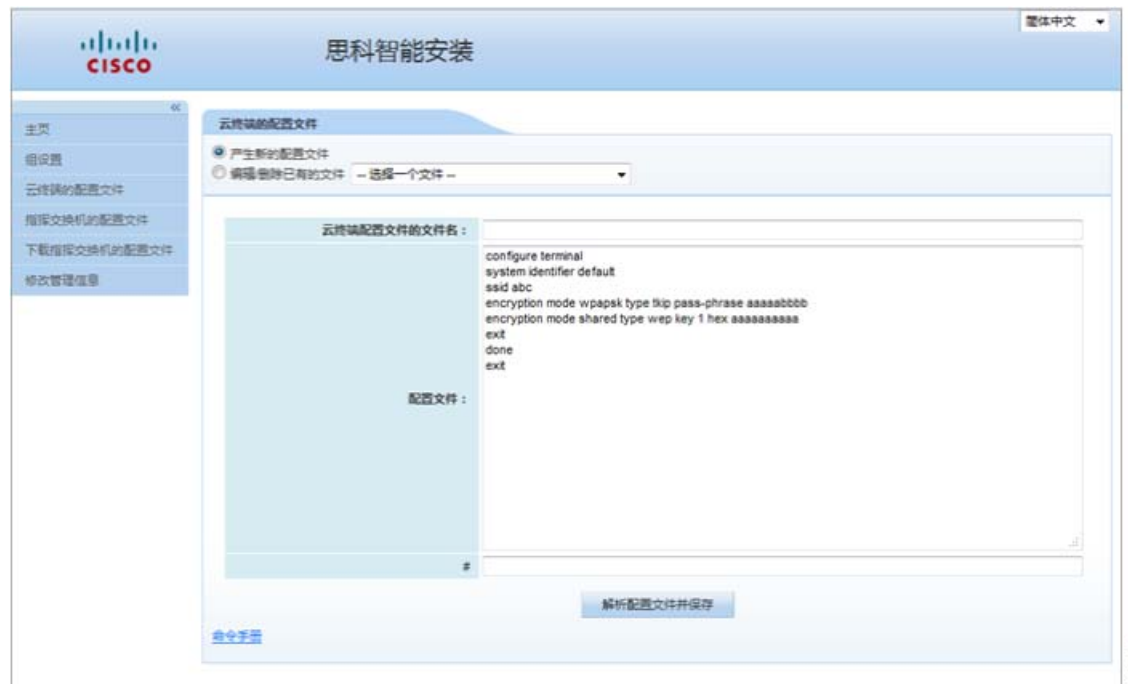 简体中文
CISCO
思科智能安装
主页
组设置
云终端的配置文件
指挥交换机的配置文件
下载指挥交换机的配置文件
修改管理信息
云终端的配置文件
产生新的配置文件
编辑/删除已有的文件 -- 选择一个文件 --
云终端配置文件的文件名：
configure terminal
system identifier default
ssid abc
encryption mode wpapsk type tkip pass-phrase aaaaabbbb
encryption mode shared type wep key 1 hex aaaaaaaaaa
exit
done
exit
配置文件：
#
解析配置文件并保存
命令手册